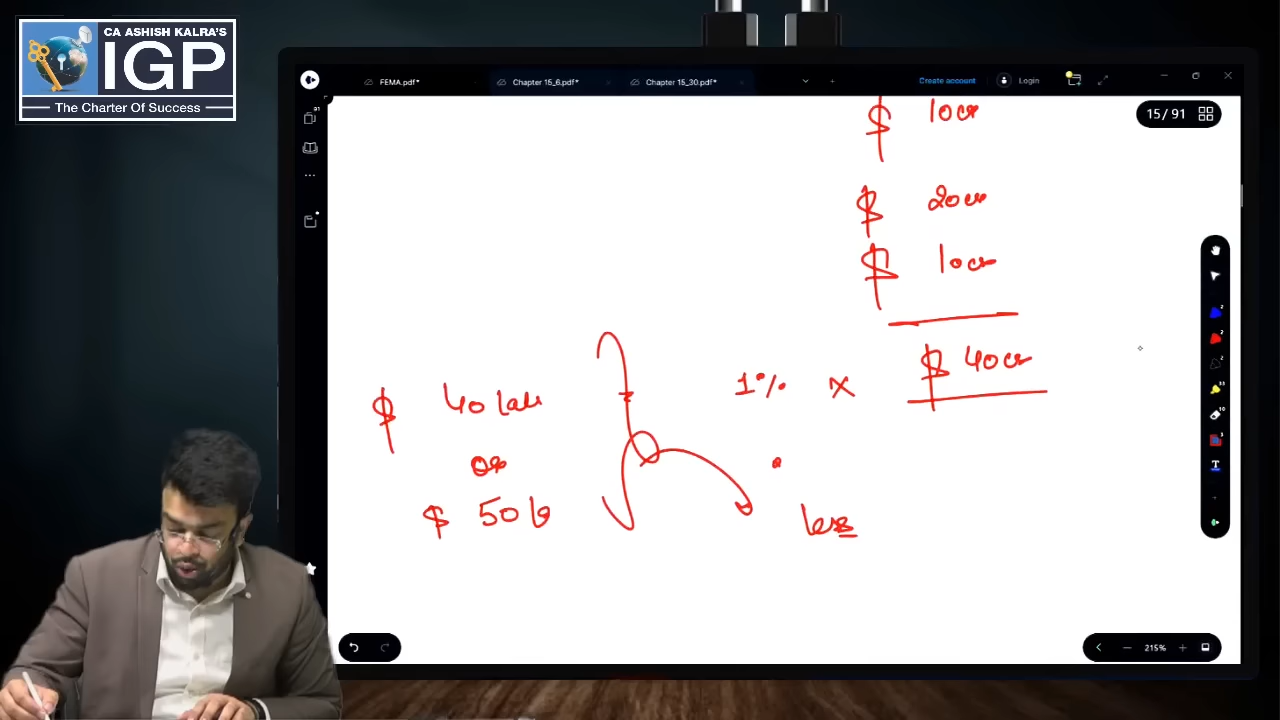 CA ASHISH KALRA'S
IGP
The Charter Of Success
FEMA.pdf*
Chapter 15_6.pdf*
Chapter 15_30.pdf*
Create account
Login
91
15/91
$ 10cr
$ 20cr
$ 10cr
$ 40cr
1% x
$ 40 lakh
or
$ 50 l
less
215%